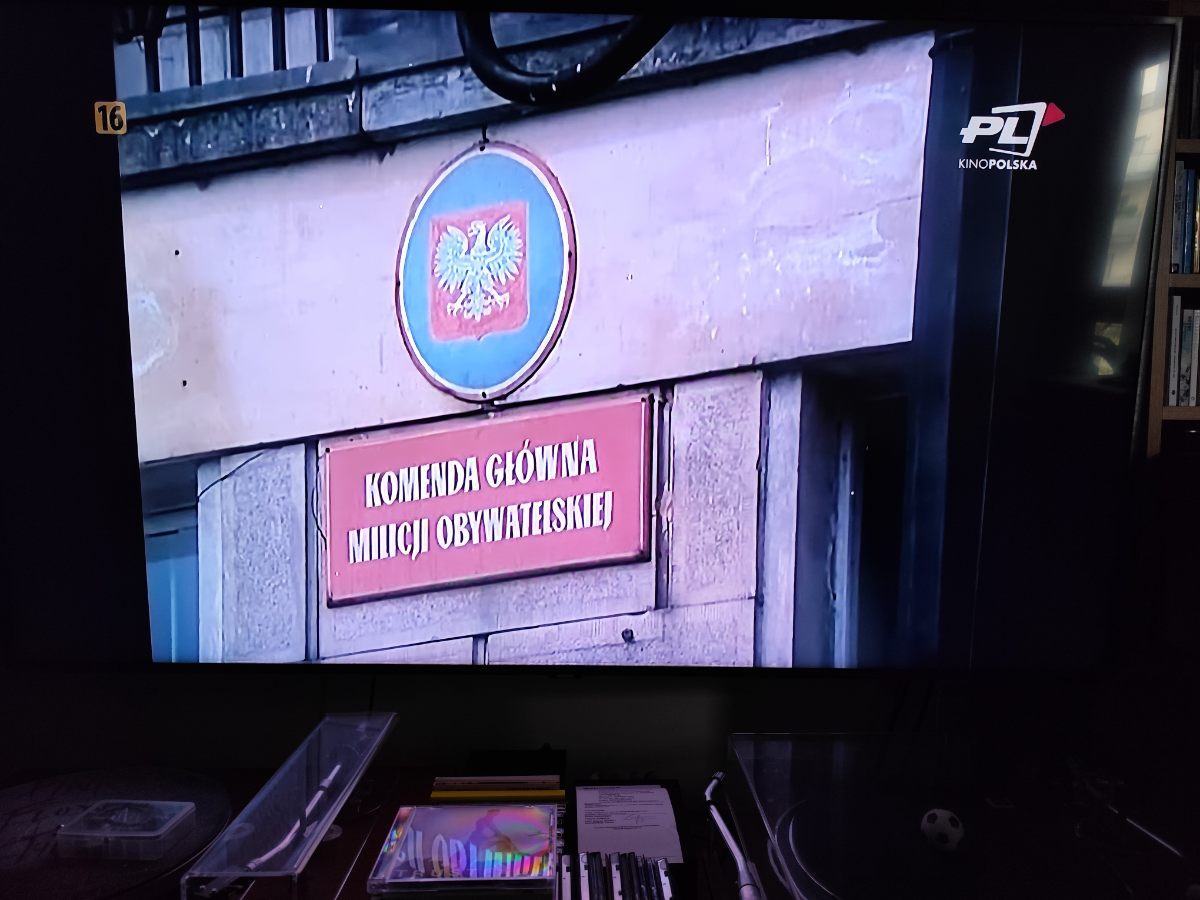 16
PL
KINOPOLSKA
KOMENDA GŁÓWNA
MILICJI OBYWATELSKIEJ